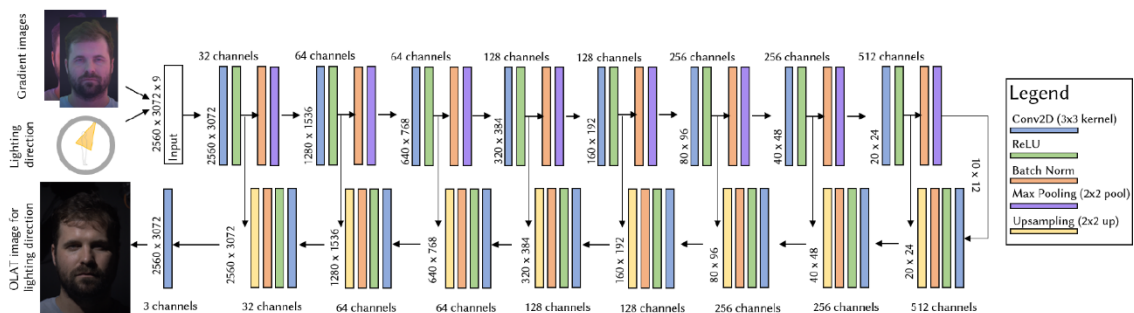 Gradient images
Lighting
direction
OLAT image for
lighting direction
2560 x 3072 x 9
Input
32 channels
64 channels
64 channels
128 channels
128 channels
256 channels
256 channels
512 channels
2560 x 3072
1280 x 1536
640 x 768
320 x 384
160 x 192
80 x 96
40 x 48
20 x 24
10 x 12
2560 x 3072
2560 x 3072
1280 x 1536
640 x 768
320 x 384
160 x 192
80 x 96
40 x 48
20 x 24
3 channels
32 channels
64 channels
64 channels
128 channels
128 channels
256 channels
256 channels
512 channels
Legend
Conv2D (3x3 kernel)
ReLU
Batch Norm
Max Pooling (2x2 pool)
Upsampling (2x2 up)